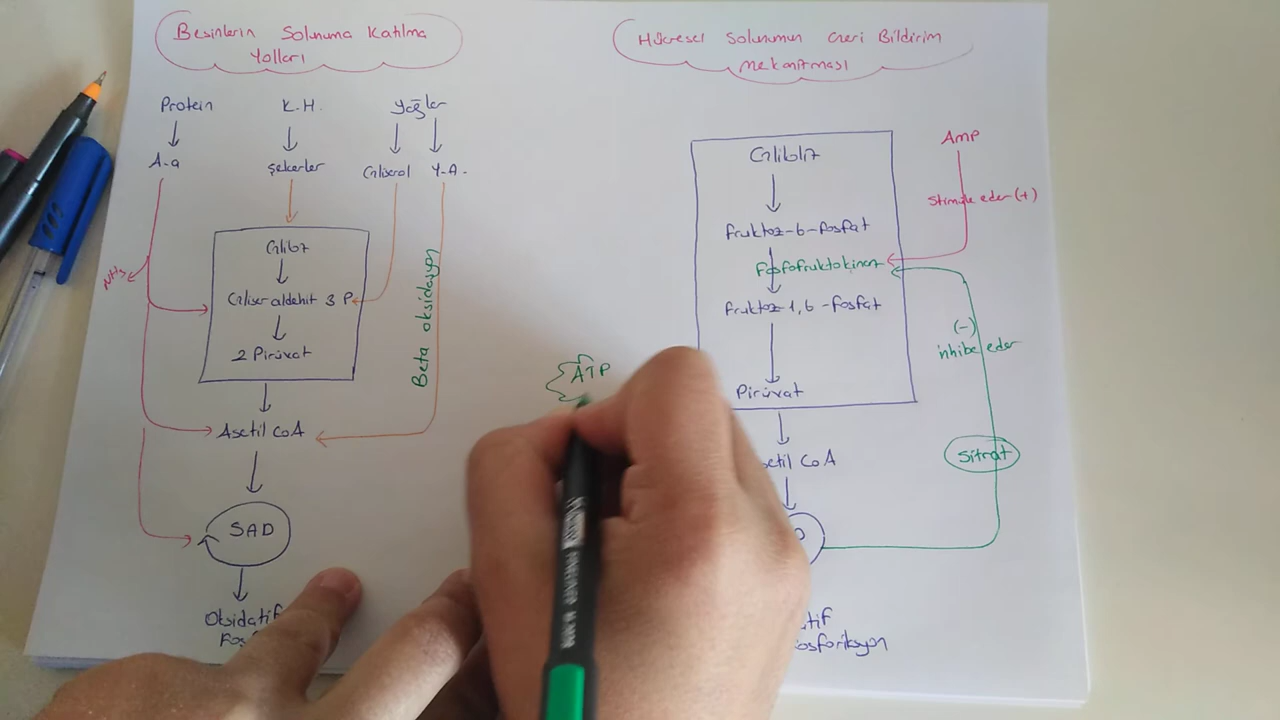 Besinlerin Solunuma Katılma
Yolları
Protein
K.H.
Yağlar
A.a
Şekerler
Gliserol
Y.A.
Glikoz
NH3
Gliseraldehit 3 P
2 Pirüvat
Beta oksidasyon
Asetil CoA
SAD
Oksidatif
Hücresel Solunumun Geri Bildirim
mekanizması
AMP
Glikoliz
Stimüle eder (+)
fruktoz-6-fosfat
Fosfofruktokinaz
fruktoz-1,6-fosfat
(-)
inhibe eder
ATP
Pirüvat
CoA
Sitrat